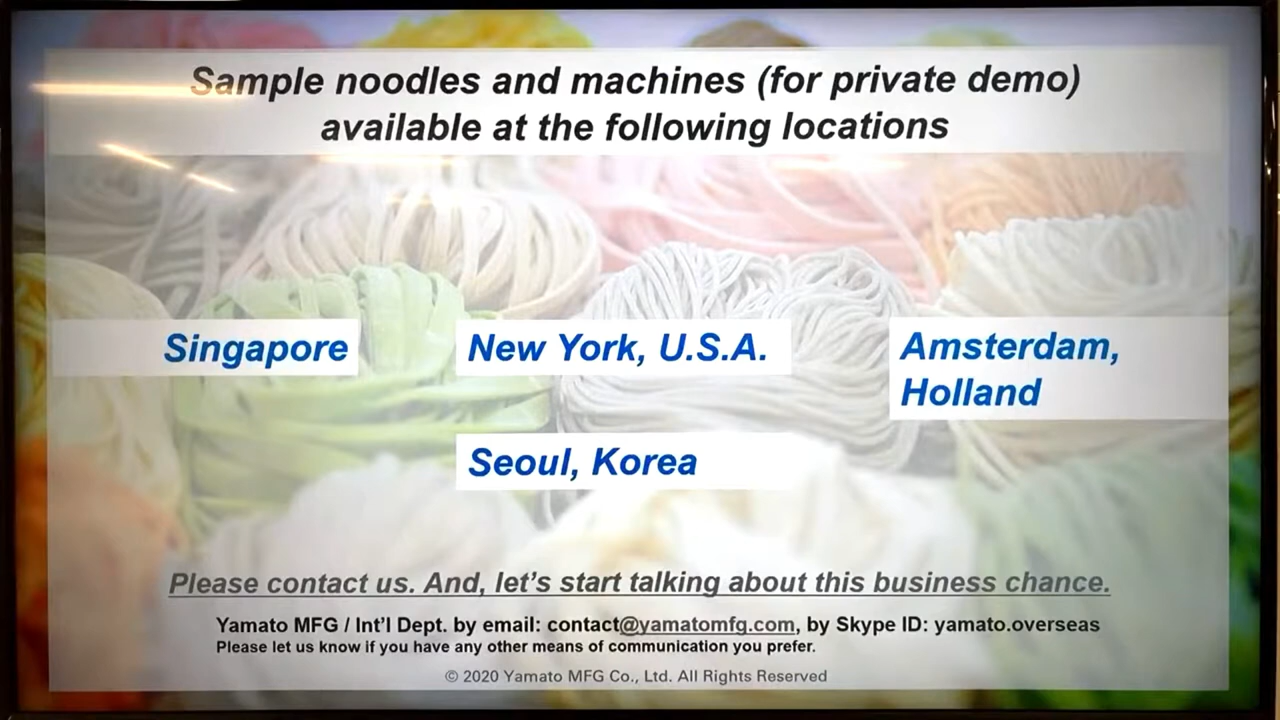 Sample noodles and machines (for private demo)
available at the following locations
Singapore
New York, U.S.A.
Amsterdam,
Holland
Seoul, Korea
Please contact us. And, let's start talking about this business chance.
Yamato MFG / Int'l Dept. by email: contact@yamatomfg.com, by Skype ID: yamato.overseas
Please let us know if you have any other means of communication you prefer.
© 2020 Yamato MFG Co., Ltd. All Rights Reserved